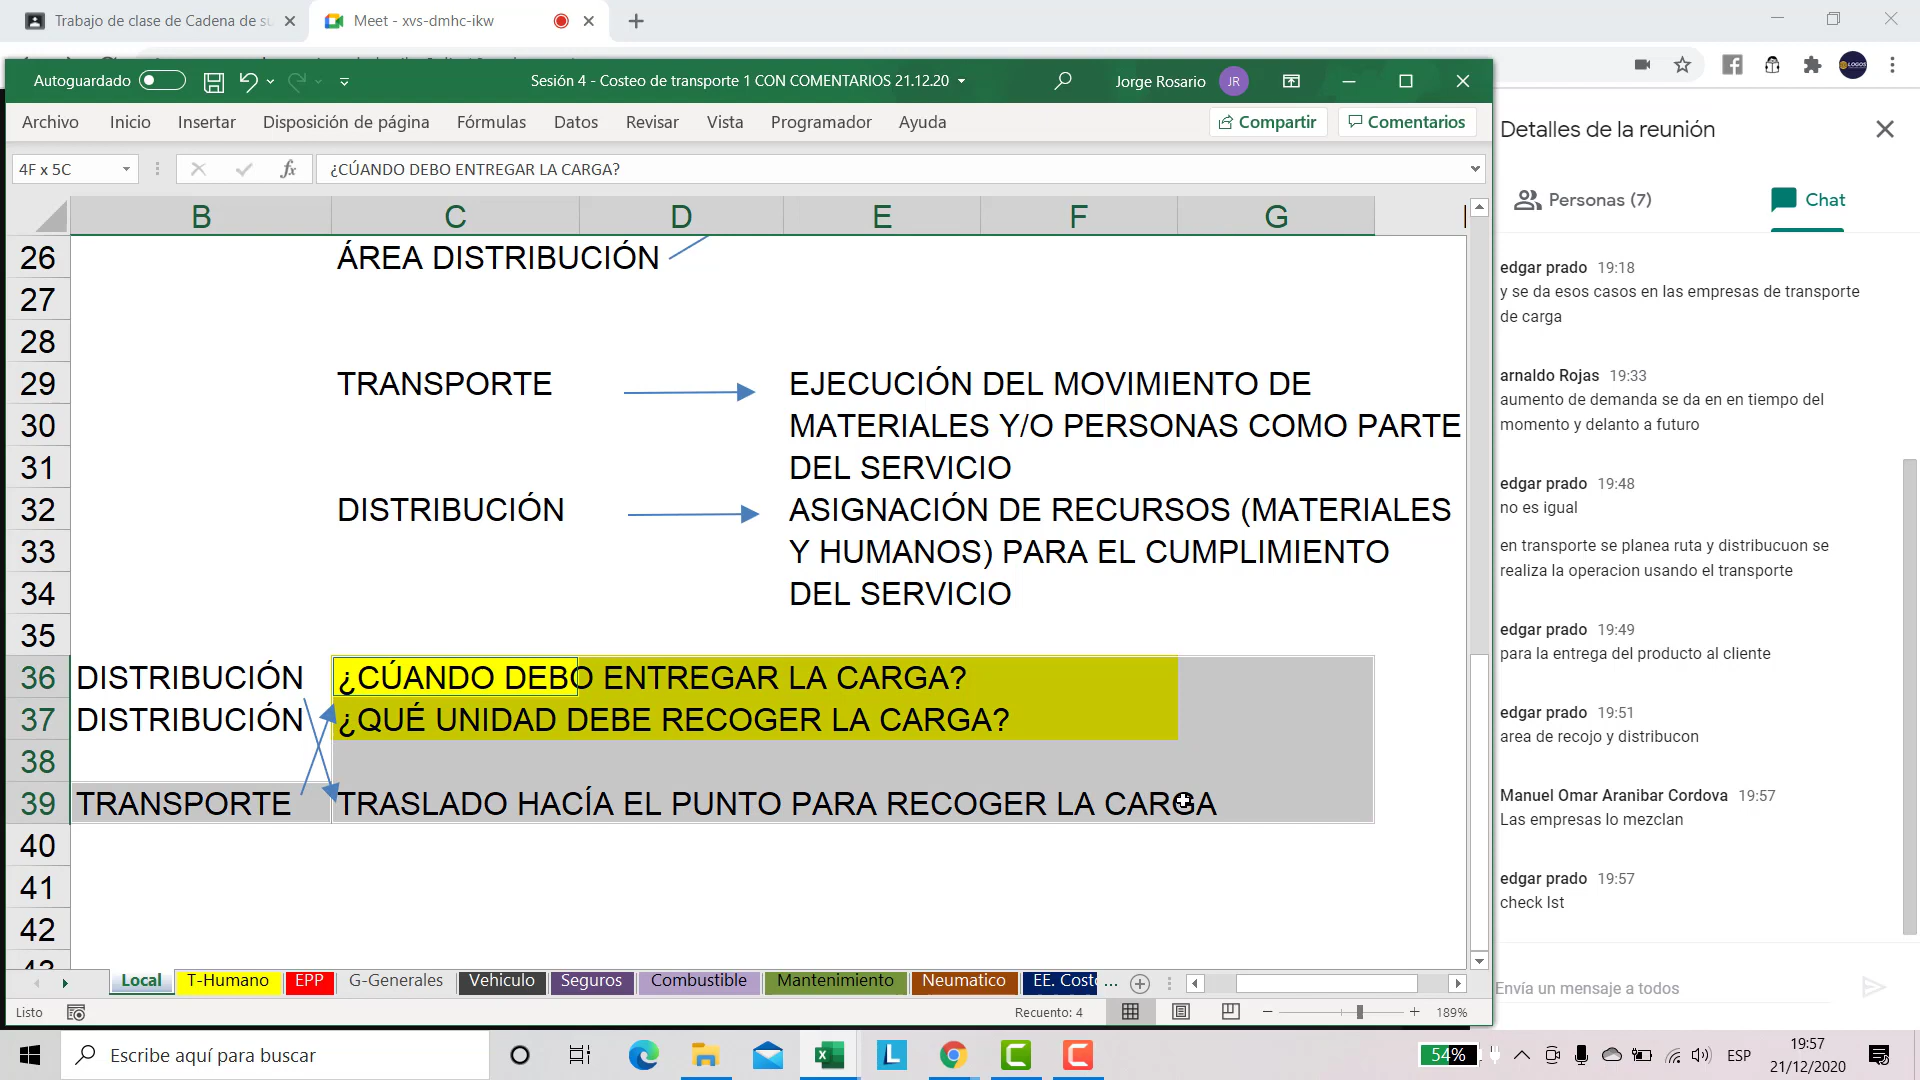 Trabajo de clase de Cadena de su
Meet - xvs-dmhc-ikw
Autoguardado
Sesión 4 - Costeo de transporte 1 CON COMENTARIOS 21.12.20
Jorge Rosario
JR
Archivo
Inicio
Insertar
Disposición de página
Fórmulas
Datos
Revisar
Vista
Programador
Ayuda
Compartir
Comentarios
4F x 5C
fx
¿CÚANDO DEBO ENTREGAR LA CARGA?
B C D E F G
26 ÁREA DISTRIBUCIÓN
27
28
29 TRANSPORTE EJECUCIÓN DEL MOVIMIENTO DE
30 MATERIALES Y/O PERSONAS COMO PARTE
31 DEL SERVICIO
32 DISTRIBUCIÓN ASIGNACIÓN DE RECURSOS (MATERIALES
33 Y HUMANOS) PARA EL CUMPLIMIENTO
34 DEL SERVICIO
35
36 DISTRIBUCIÓN ¿CÚANDO DEBO ENTREGAR LA CARGA?
37 DISTRIBUCIÓN ¿QUÉ UNIDAD DEBE RECOGER LA CARGA?
38
39 TRANSPORTE TRASLADO HACÍA EL PUNTO PARA RECOGER LA CARGA
40
41
42
43
Local
T-Humano
EPP
G-Generales
Vehiculo
Seguros
Combustible
Mantenimiento
Neumatico
EE. Coste
...
Listo
Recuento: 4
189%
Detalles de la reunión
Personas (7)
Chat
edgar prado 19:18
y se da esos casos en las empresas de transporte
de carga
arnaldo Rojas 19:33
aumento de demanda se da en en tiempo del
momento y delanto a futuro
edgar prado 19:48
no es igual
en transporte se planea ruta y distribucuon se
realiza la operacion usando el transporte
edgar prado 19:49
para la entrega del producto al cliente
edgar prado 19:51
area de recojo y distribucon
Manuel Omar Aranibar Cordova 19:57
Las empresas lo mezclan
edgar prado 19:57
check lst
Envía un mensaje a todos
Escribe aquí para buscar
54%
ESP
19:57
21/12/2020